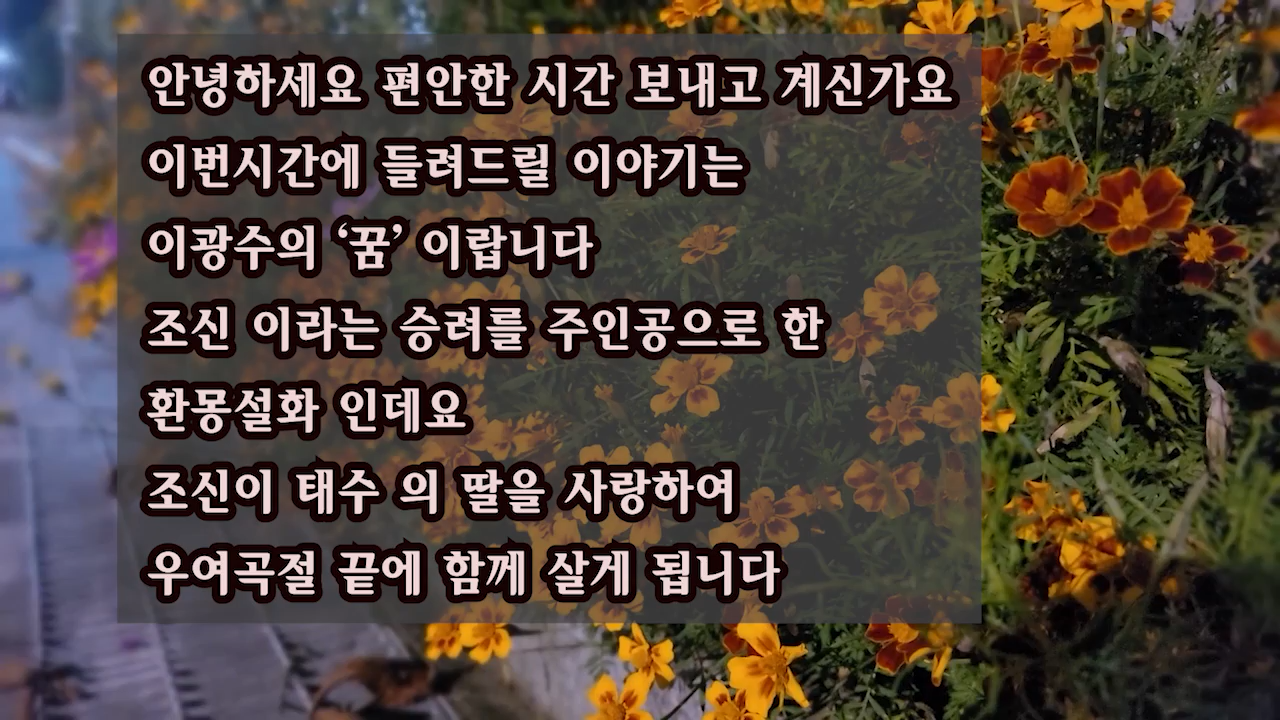 안녕하세요 편안한 시간 보내고 계신가요
이번시간에 들려드릴 이야기는
이광수의 ‘꿈’ 이랍니다
조신 이라는 승려를 주인공으로 한
환몽설화 인데요
조신이 태수 의 딸을 사랑하여
우여곡절 끝에 함께 살게 됩니다